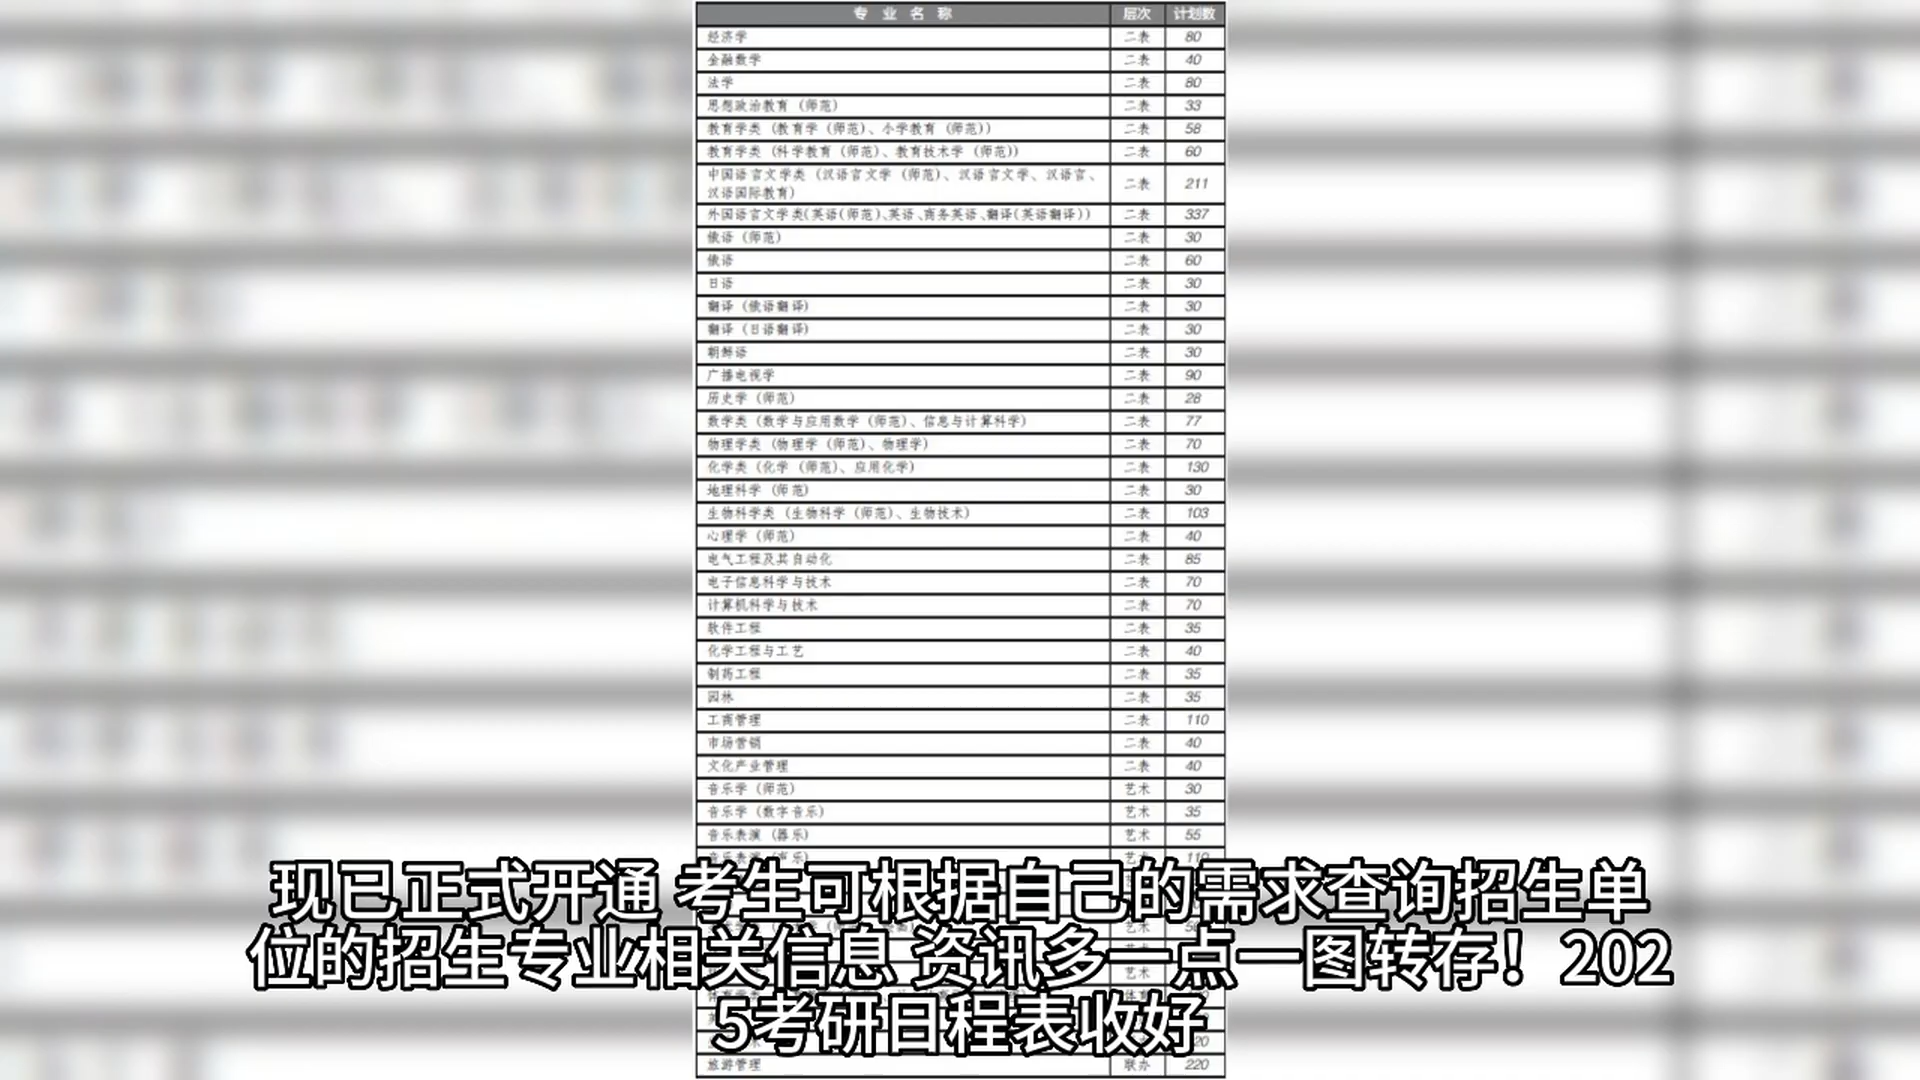 专 业 名 称 层次 计划数
经济学 二表 80
金融数学 二表 40
法学 二表 80
思想政治教育（师范） 二表 33
教育学类（教育学（师范）、小学教育（师范）） 二表 58
教育学类（科学教育（师范）、教育技术学（师范）） 二表 60
中国语言文学类（汉语言文学（师范）、汉语言文学、汉语言、
汉语国际教育） 二表 211
外国语言文学类(英语(师范)、英语、商务英语、翻译(英语翻译)) 二表 337
俄语（师范） 二表 30
俄语 二表 60
日语 二表 30
翻译（俄语翻译） 二表 30
翻译（日语翻译） 二表 30
朝鲜语 二表 30
广播电视学 二表 90
历史学（师范） 二表 28
数学类（数学与应用数学（师范）、信息与计算科学） 二表 77
物理学类（物理学（师范）、物理学） 二表 70
化学类（化学（师范）、应用化学） 二表 130
地理科学（师范） 二表 30
生物科学类（生物科学（师范）、生物技术） 二表 103
心理学（师范） 二表 40
电气工程及其自动化 二表 85
电子信息科学与技术 二表 70
计算机科学与技术 二表 70
软件工程 二表 35
化学工程与工艺 二表 40
制药工程 二表 35
园林 二表 35
工商管理 二表 110
市场营销 二表 40
文化产业管理 二表 40
音乐学（师范） 艺术 30
音乐学（数字音乐） 艺术 35
音乐表演（器乐） 艺术 55
现已正式开通 考生可根据自己的需求查询招生单
位的招生专业相关信息 资讯多一点一图转存！202
5考研日程表收好
旅游管理 联办 220